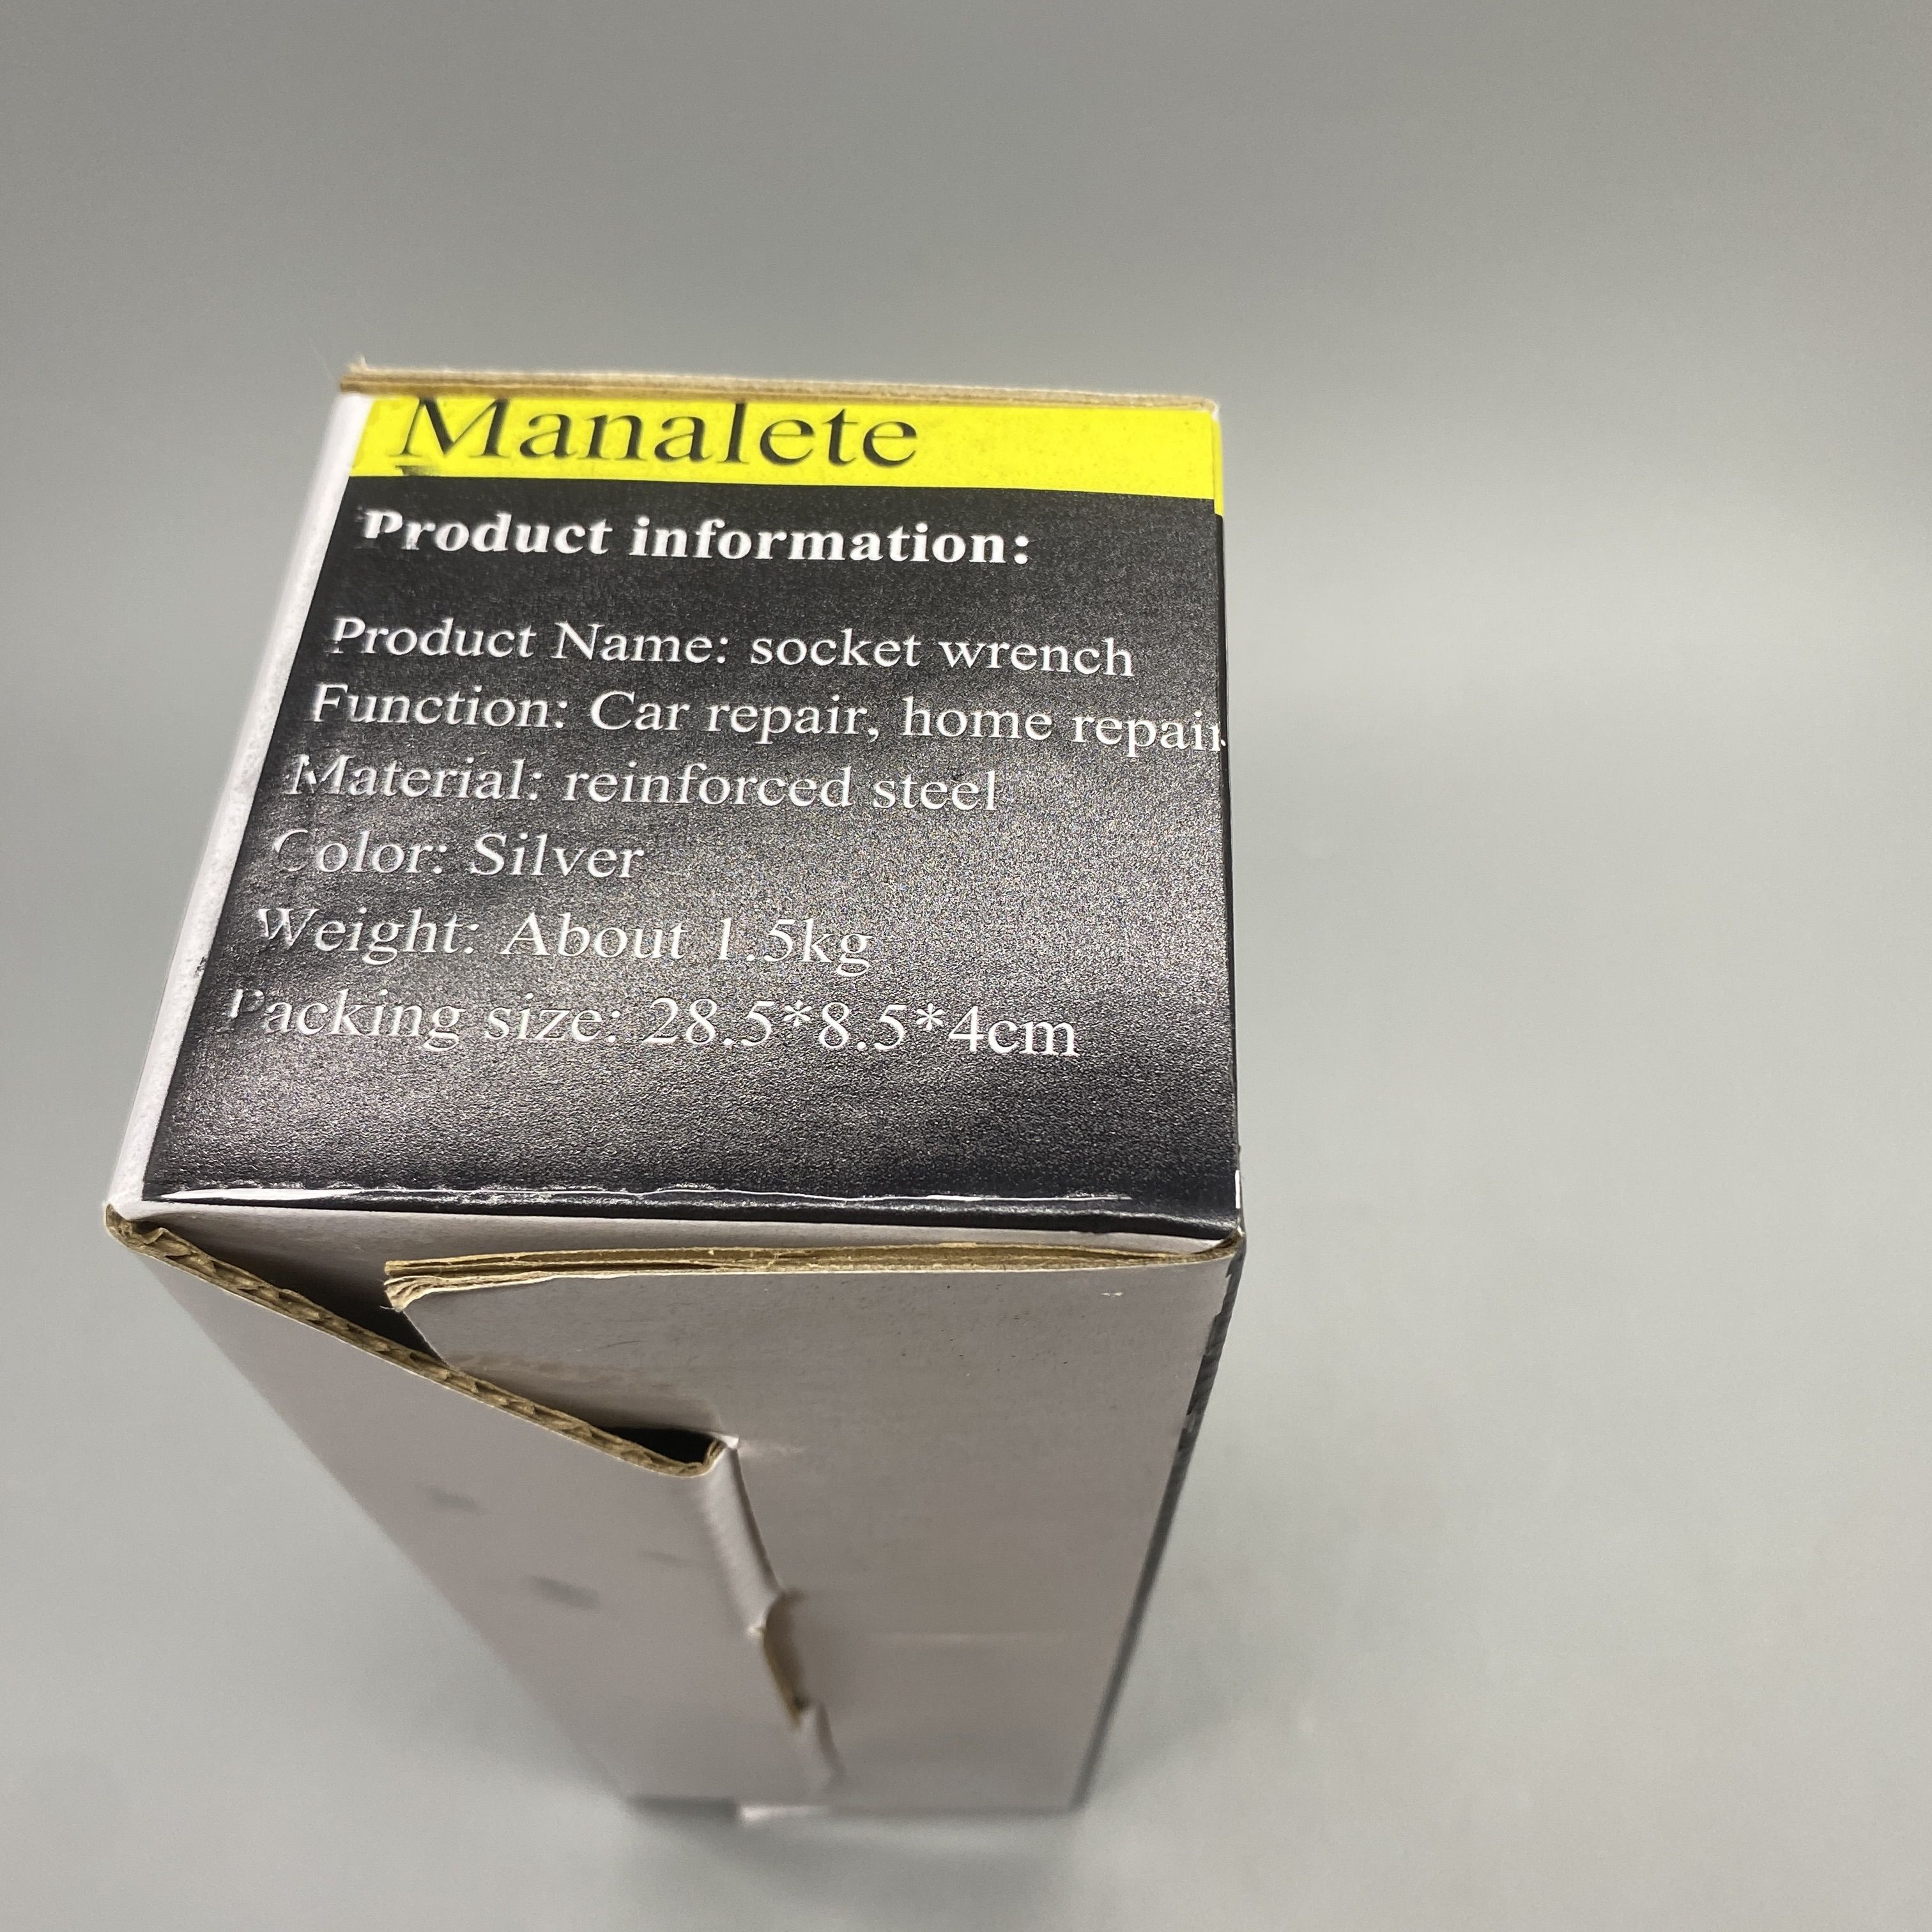 Manalete
Product information:
Product Name: socket wrench
Function: Car repair, home repair
Material: reinforced steel
Color: Silver
Weight: About 1.5kg
Packing size: 28.5*8.5*4cm